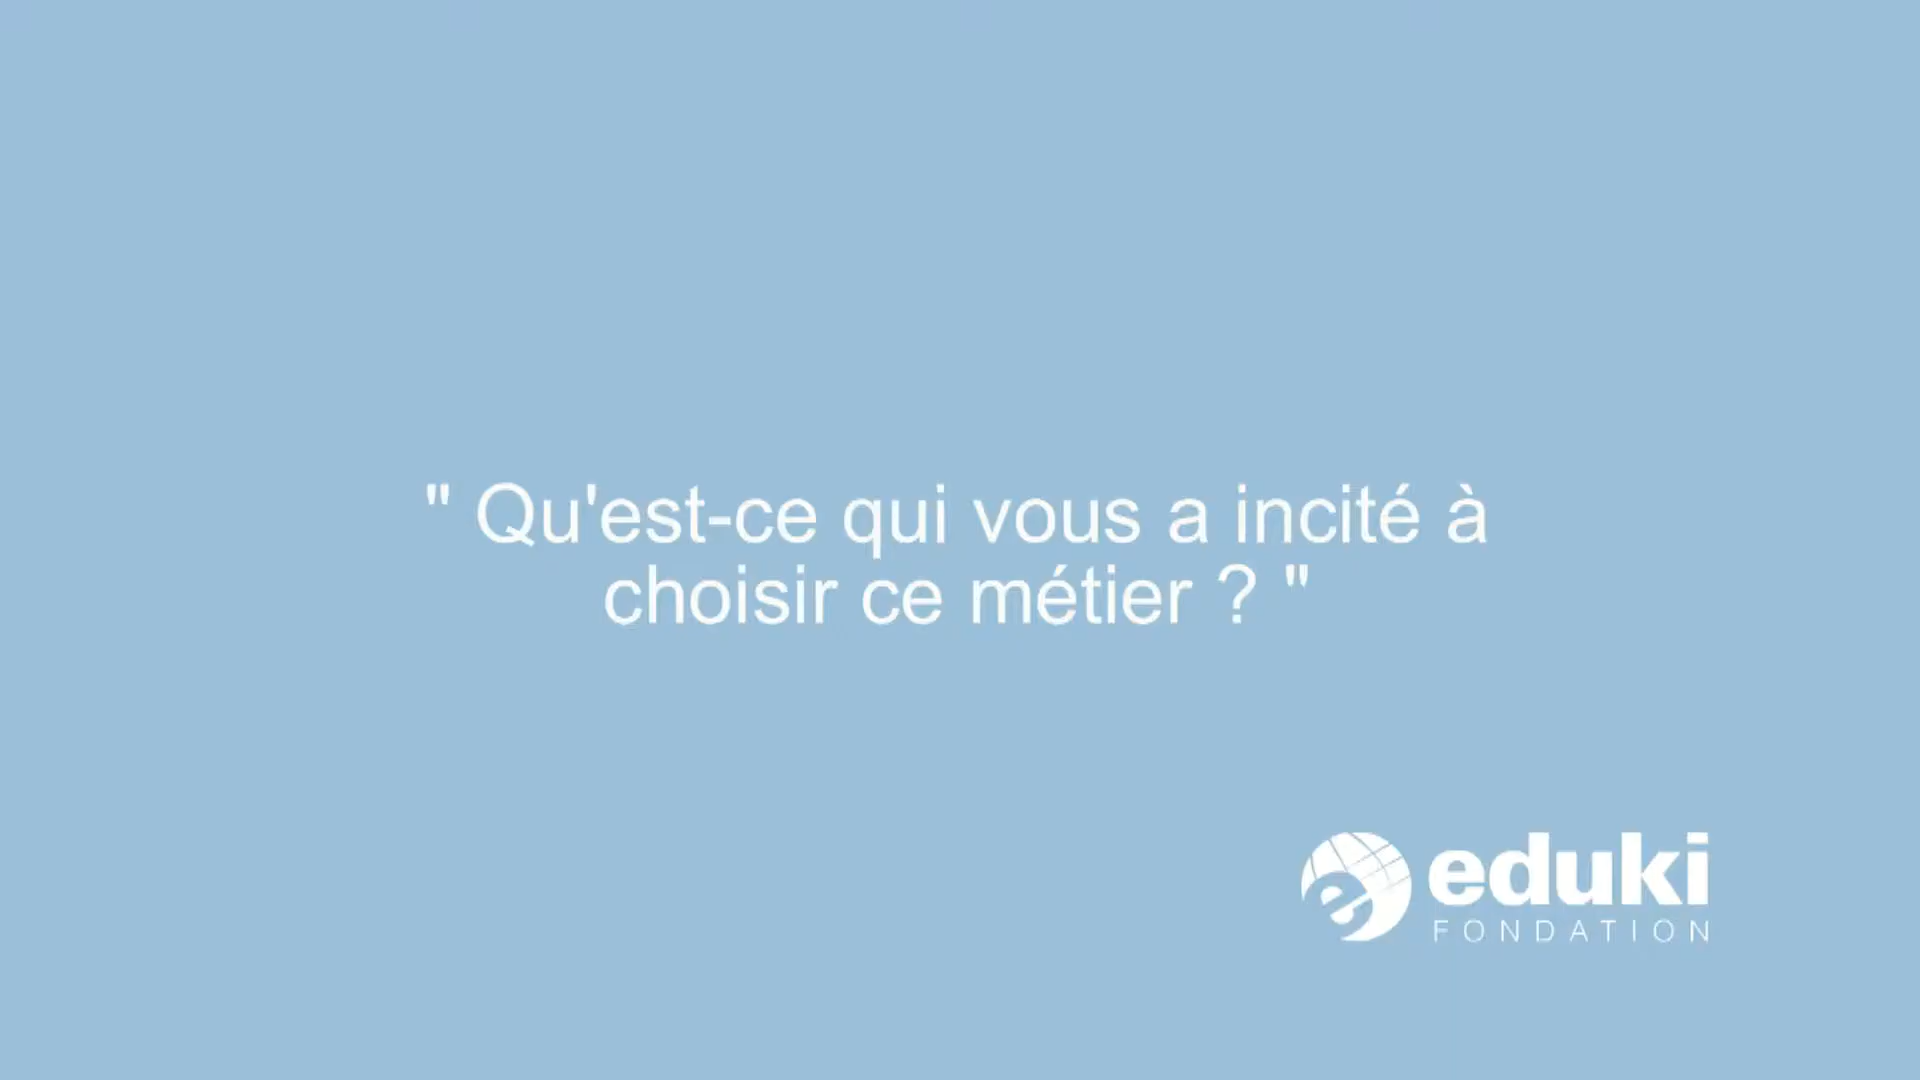 " Qu'est-ce qui vous a incité à
choisir ce métier ? "
eduki
FONDATION